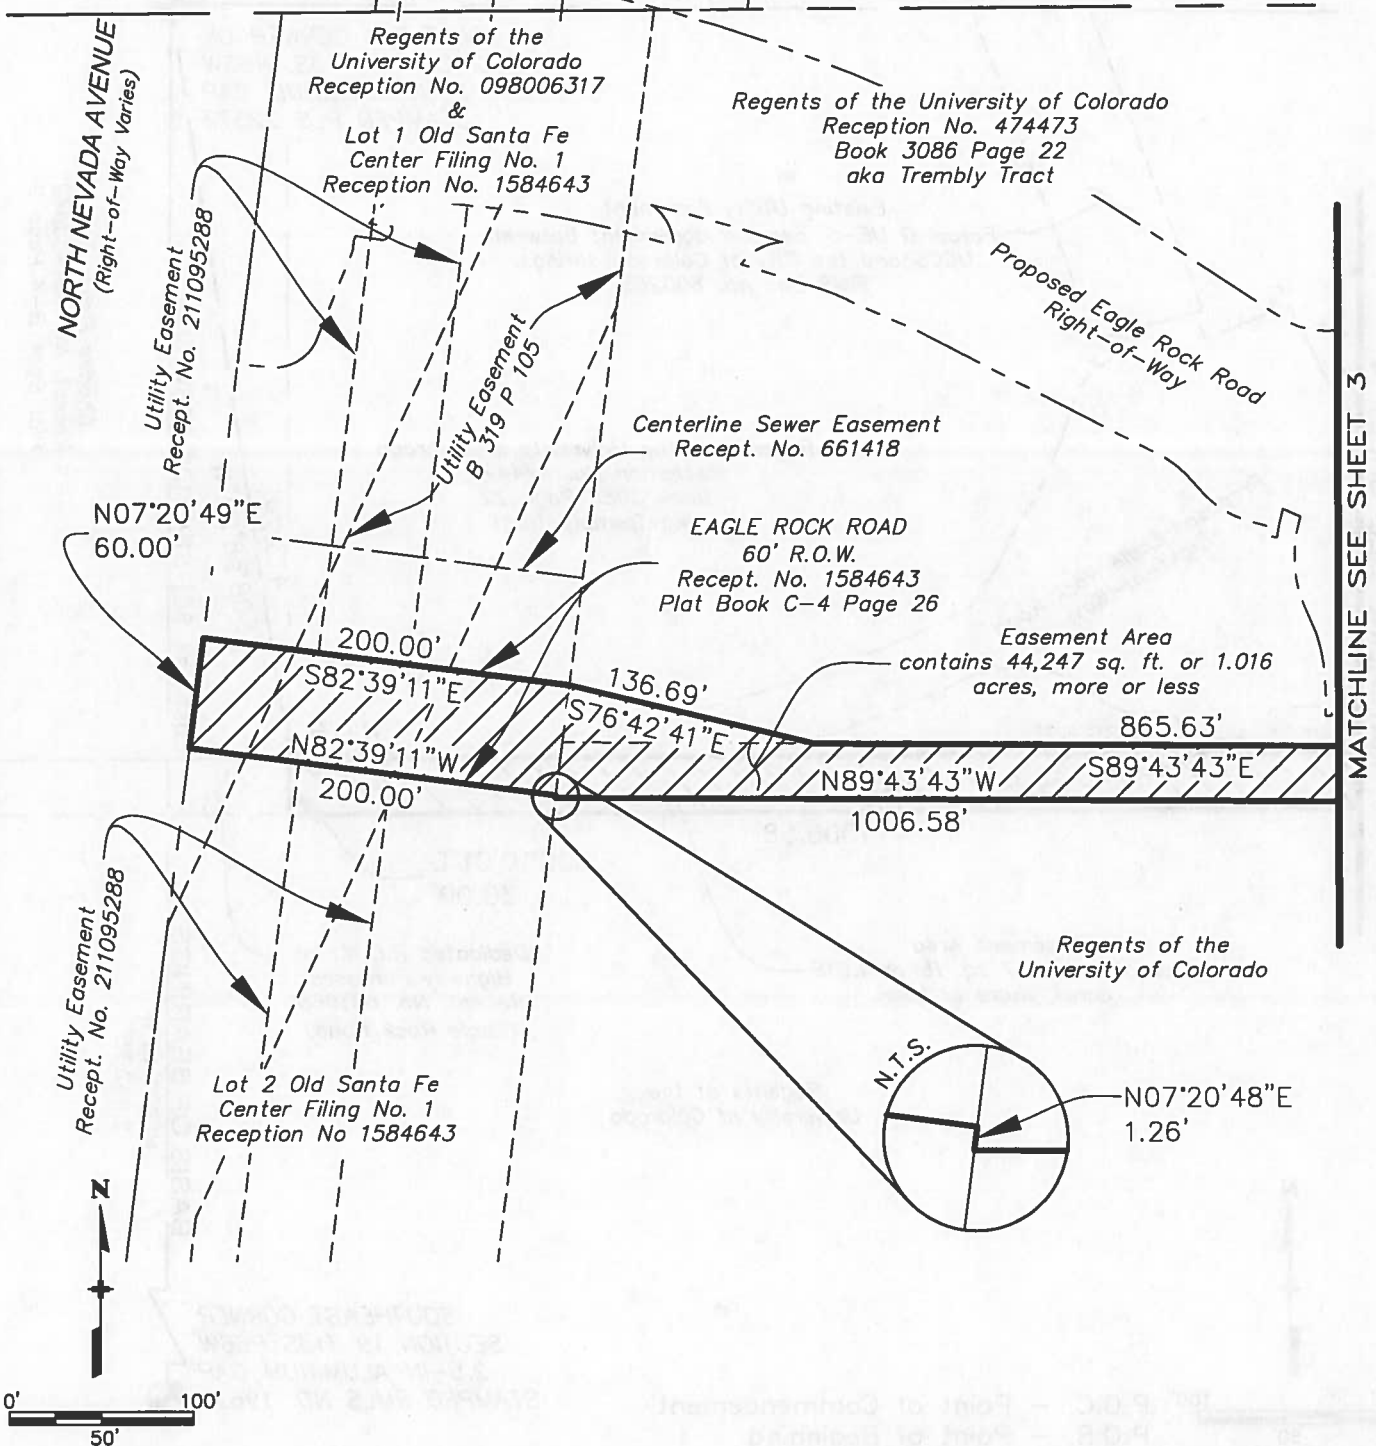 NORTH NEVADA AVENUE
(Right-of-Way Varies)
Regents of the
University of Colorado
Reception No. 098006317
&
Lot 1 Old Santa Fe
Center Filing No. 1
Reception No. 1584643
Regents of the University of Colorado
Reception No. 474473
Book 3086 Page 22
aka Trembly Tract
Utility Easement
Recept. No. 211095288
Utility Easement
B 319 P 105
Proposed Eagle Rock Road
Right-of-Way
MATCHLINE SEE SHEET 3
Centerline Sewer Easement
Recept. No. 661418
N07°20'49"E
60.00'
EAGLE ROCK ROAD
60' R.O.W.
Recept. No. 1584643
Plat Book C-4 Page 26
Easement Area
contains 44,247 sq. ft. or 1.016
acres, more or less
200.00'
S82°39'11"E
136.69'
S76°42'41"E
865.63'
S89°43'43"E
N82°39'11"W
200.00'
N89°43'43"W
1006.58'
Utility Easement
Recept. No. 211095288
Regents of the
University of Colorado
Lot 2 Old Santa Fe
Center Filing No. 1
Reception No 1584643
N.T.S.
N07°20'48"E
1.26'
N
0' 100'
50'